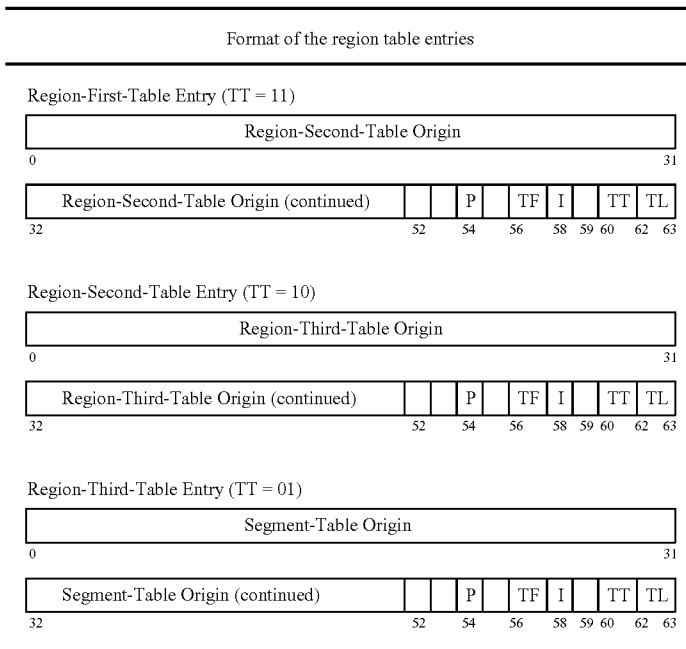 Format of the region table entries
Region-First-Table Entry (TT = 11)
Region-Second-Table Origin
0 31
Region-Second-Table Origin (continued) P TF I TT TL
32 52 54 56 58 59 60 62 63
Region-Second-Table Entry (TT = 10)
Region-Third-Table Origin
0 31
Region-Third-Table Origin (continued) P TF I TT TL
32 52 54 56 58 59 60 62 63
Region-Third-Table Entry (TT = 01)
Segment-Table Origin
0 31
Segment-Table Origin (continued) P TF I TT TL
32 52 54 56 58 59 60 62 63